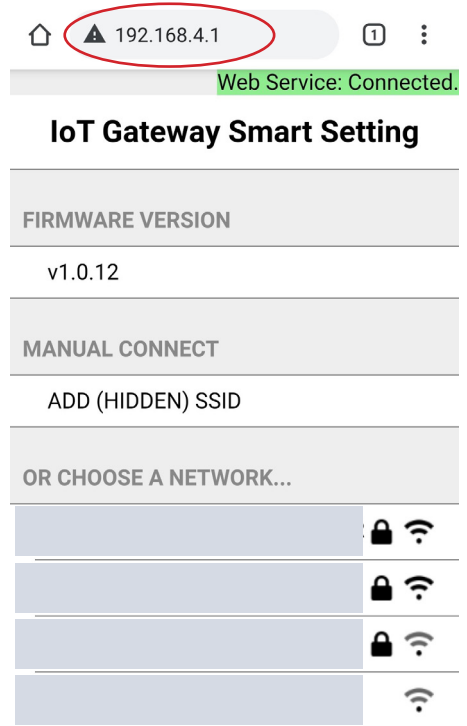 192.168.4.1
1
Web Service: Connected.
IoT Gateway Smart Setting
FIRMWARE VERSION
v1.0.12
MANUAL CONNECT
ADD (HIDDEN) SSID
OR CHOOSE A NETWORK...